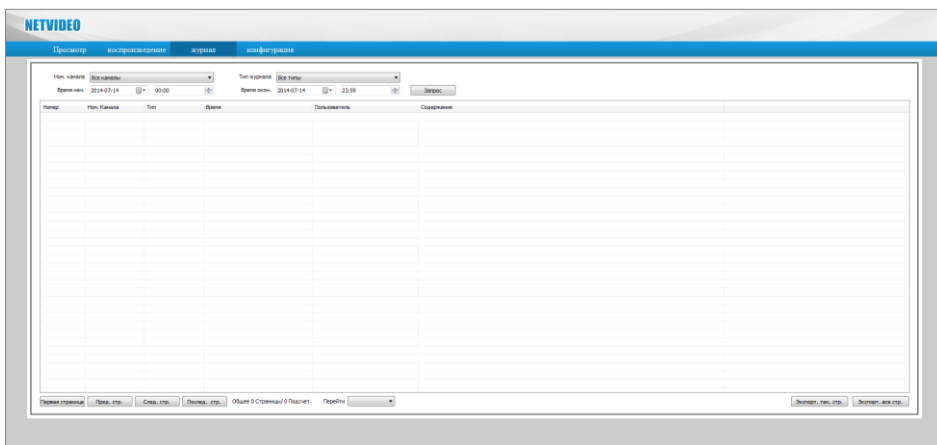 NETVIDEO
Просмотр воспроизведение журнал конфигурация
Ном. канала Все каналы Тип журнала Все типы
Время нач. 2014-07-14 00:00 Время окон. 2014-07-14 23:59 Запрос
Номер Ном. Канала Тип Время Пользователь Содержание
Первая страница Пред. стр. След. стр. Послед. стр. Общее 0 Страницы/ 0 Подсчет Перейти Экспорт. тек. стр. Экспорт. все стр.